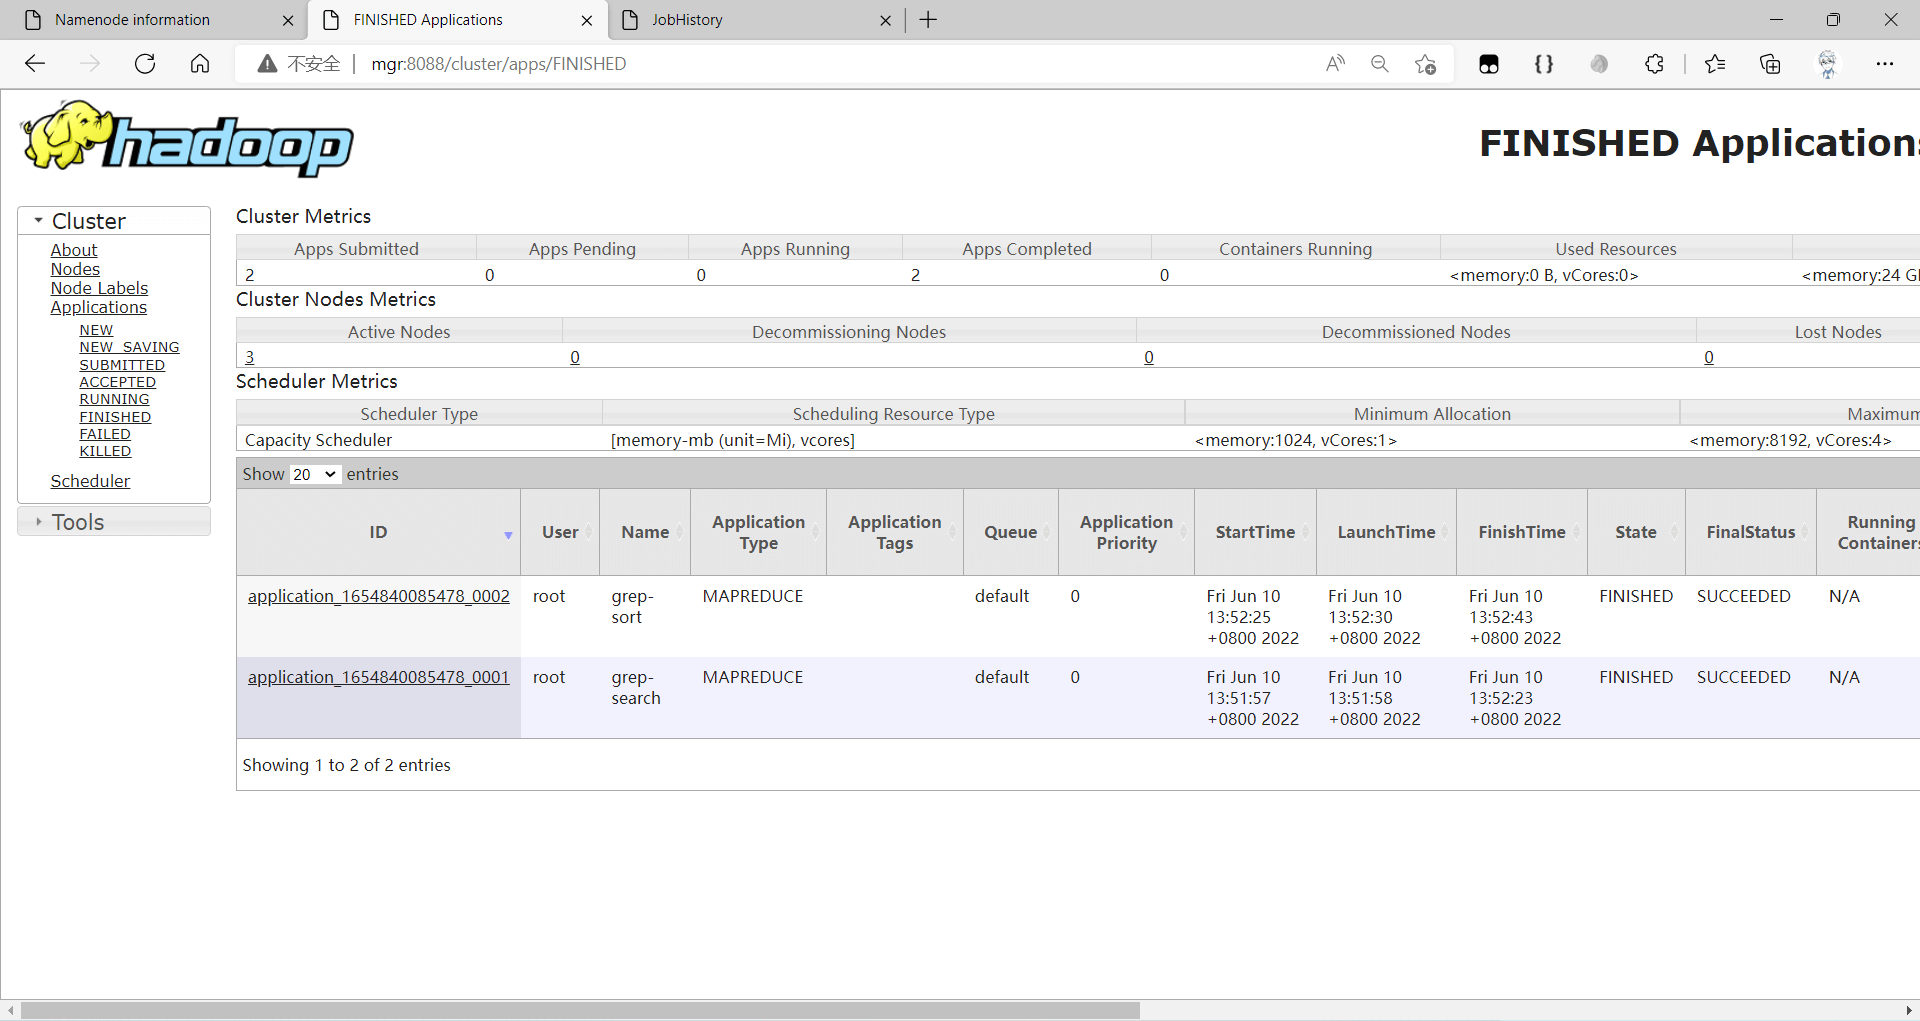 Namenode information
FINISHED Applications
JobHistory
不安全 mgr:8088/cluster/apps/FINISHED
hadoop
FINISHED Applications
Cluster
About
Nodes
Node Labels
Applications
NEW
NEW_SAVING
SUBMITTED
ACCEPTED
RUNNING
FINISHED
FAILED
KILLED
Scheduler
Tools
Cluster Metrics
Apps Submitted Apps Pending Apps Running Apps Completed Containers Running Used Resources
2 0 0 2 0 <memory:0 B, vCores:0> <memory:24 G
Cluster Nodes Metrics
Active Nodes Decommissioning Nodes Decommissioned Nodes Lost Nodes
3 0 0 0
Scheduler Metrics
Scheduler Type Scheduling Resource Type Minimum Allocation Maximum
Capacity Scheduler [memory-mb (unit=Mi), vcores] <memory:1024, vCores:1> <memory:8192, vCores:4>
Show 20 entries
ID User Name Application Type Application Tags Queue Application Priority StartTime LaunchTime FinishTime State FinalStatus Running Containers
application_1654840085478_0002 root grep- MAPREDUCE default 0 Fri Jun 10 Fri Jun 10 Fri Jun 10 FINISHED SUCCEEDED N/A
sort 13:52:25 13:52:30 13:52:43
+0800 2022 +0800 2022 +0800 2022
application_1654840085478_0001 root grep- MAPREDUCE default 0 Fri Jun 10 Fri Jun 10 Fri Jun 10 FINISHED SUCCEEDED N/A
search 13:51:57 13:51:58 13:52:23
+0800 2022 +0800 2022 +0800 2022
Showing 1 to 2 of 2 entries